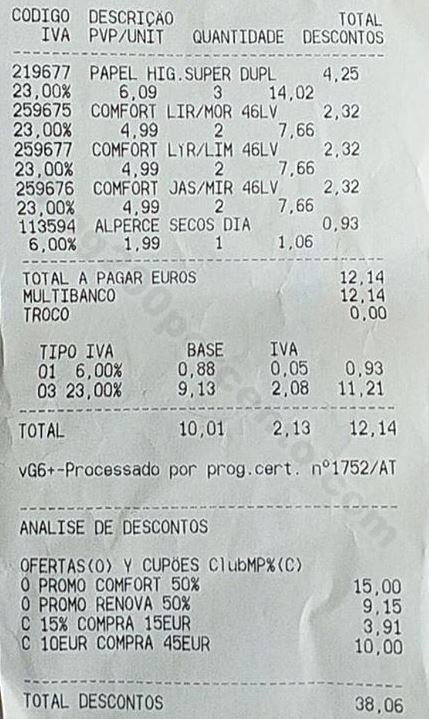 CODIGO DESCRIÇAO TOTAL
IVA PVP/UNIT QUANTIDADE DESCONTOS
219677 PAPEL HIG.SUPER DUPL 4,25
23,00% 6,09 3 14,02
259675 COMFORT LIR/MOR 46LV 2,32
23,00% 4,99 2 7,66
259677 COMFORT LYR/LIM 46LV 2,32
23,00% 4,99 2 7,66
259676 COMFORT JAS/MIR 46LV 2,32
23,00% 4,99 2 7,66
113594 ALPERCE SECOS DIA 0,93
6,00% 1,99 1 1,06
TOTAL A PAGAR EUROS 12,14
MULTIBANCO 12,14
TROCO 0,00
TIPO IVA BASE IVA
01 6,00% 0,88 0,05 0,93
03 23,00% 9,13 2,08 11,21
TOTAL 10,01 2,13 12,14
vG6+-Processado por prog.cert. nº1752/AT
ANALISE DE DESCONTOS
OFERTAS(O) Y CUPÕES ClubMP%(C)
O PROMO COMFORT 50% 15,00
O PROMO RENOVA 50% 9,15
C 15% COMPRA 15EUR 3,91
C 10EUR COMPRA 45EUR 10,00
TOTAL DESCONTOS 38,06